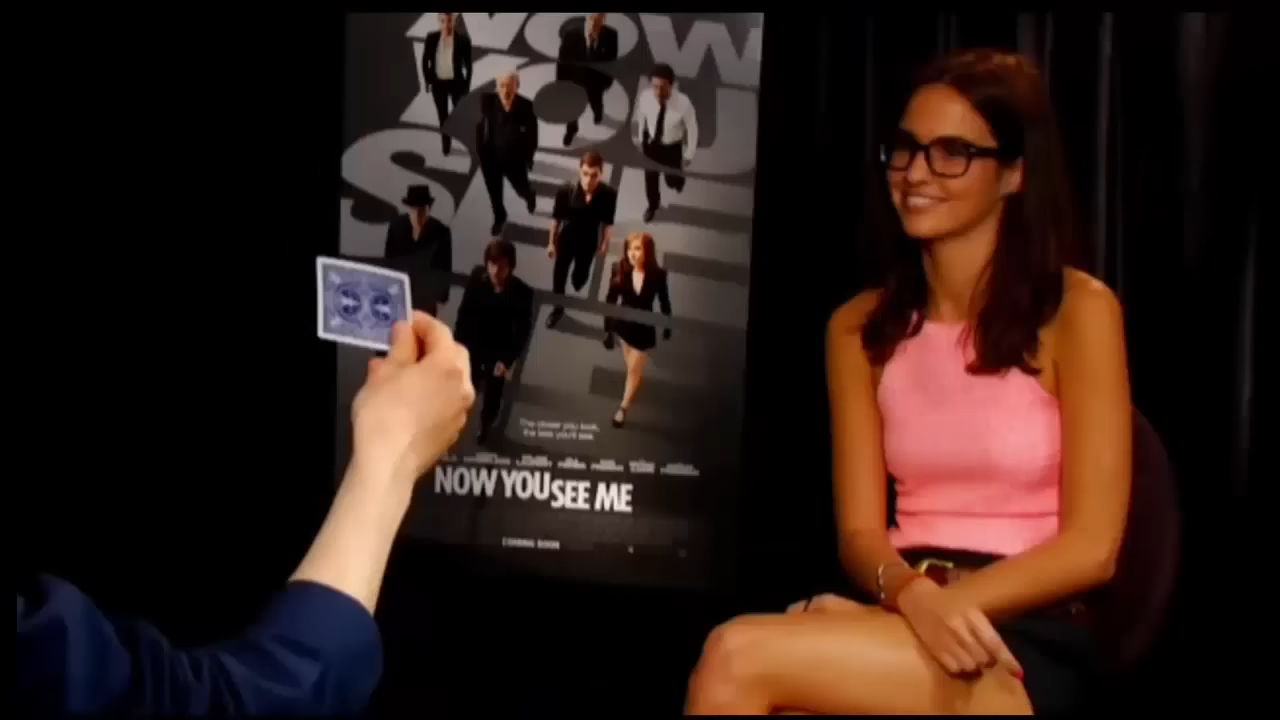 NOW
YOU
SEE
The closer you look,
the less you'll see.
NOW YOU SEE ME
COMING SOON